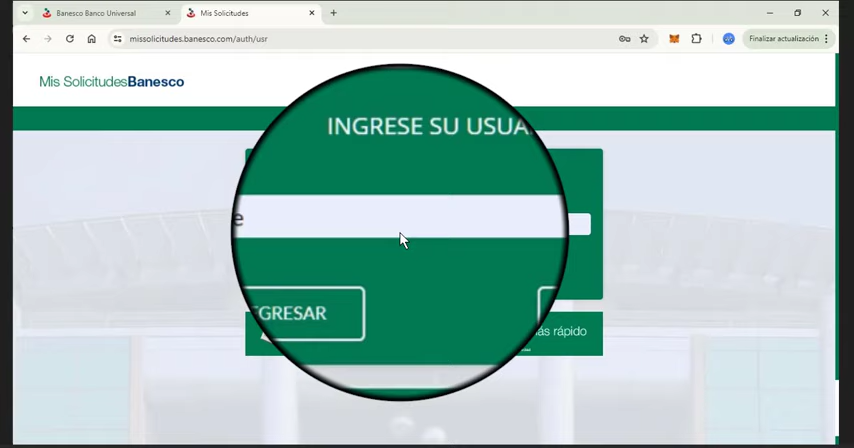 Banesco Banco Universal
Mis Solicitudes
missolicitudes.banesco.com/auth/usr
Finalizar actualización
Mis SolicitudesBanesco
INGRESE SU USUA
e
EGRESAR
ás rápido